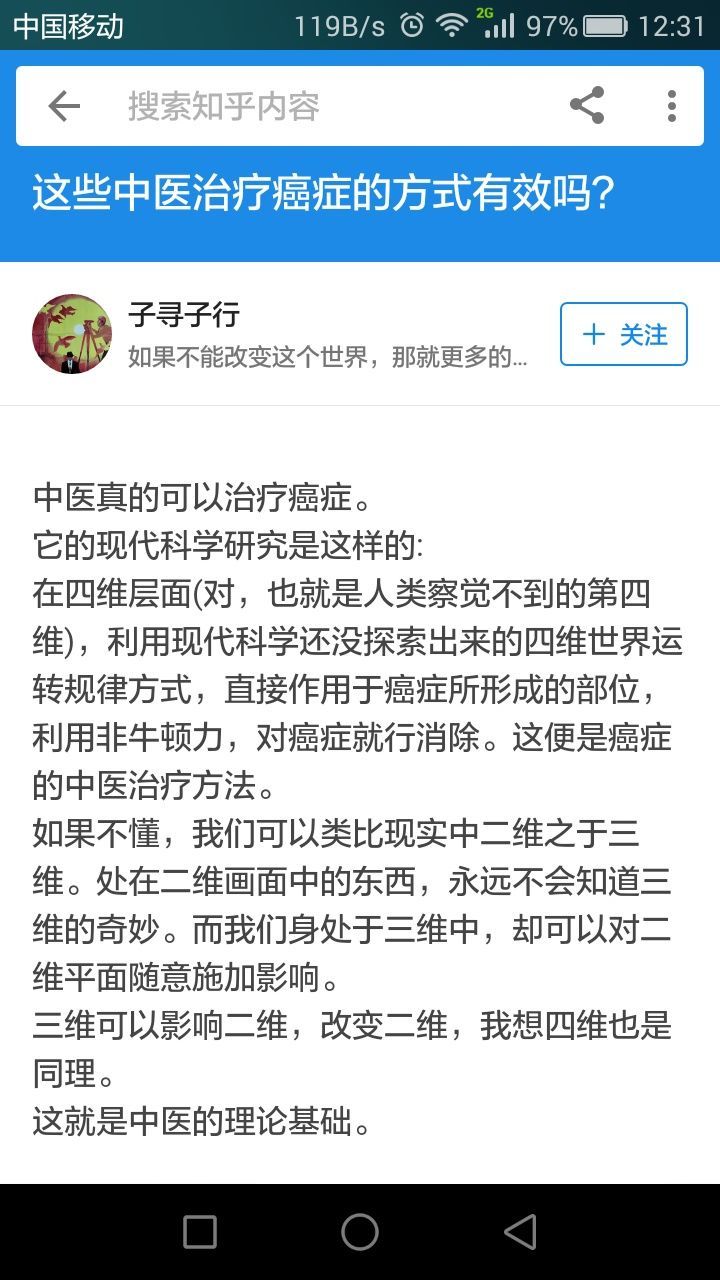 中国移动 119B/s 2G 97% 12:31
搜索知乎内容
这些中医治疗癌症的方式有效吗?
子寻子行
如果不能改变这个世界，那就更多的...
+ 关注
中医真的可以治疗癌症。
它的现代科学研究是这样的:
在四维层面(对，也就是人类察觉不到的第四
维)，利用现代科学还没探索出来的四维世界运
转规律方式，直接作用于癌症所形成的部位，
利用非牛顿力，对癌症就行消除。这便是癌症
的中医治疗方法。
如果不懂，我们可以类比现实中二维之于三
维。处在二维画面中的东西，永远不会知道三
维的奇妙。而我们身处于三维中，却可以对二
维平面随意施加影响。
三维可以影响二维，改变二维，我想四维也是
同理。
这就是中医的理论基础。